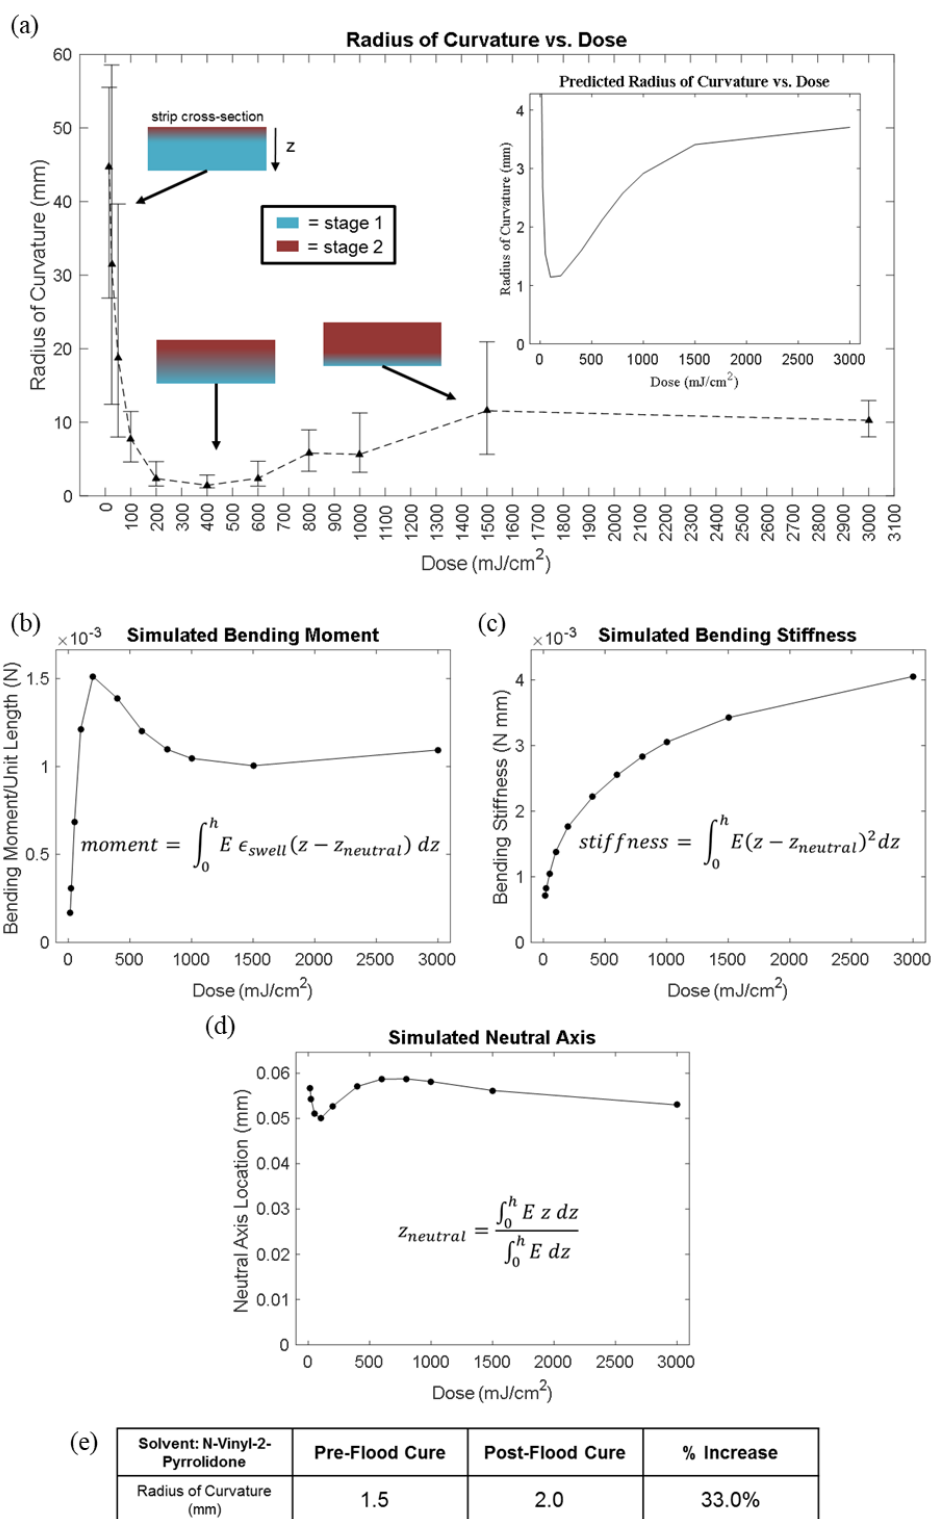 (a)
Radius of Curvature vs. Dose
60
50
40
30
20
10
0
Radius of Curvature (mm)
strip cross-section
z
= stage 1
= stage 2
Predicted Radius of Curvature vs. Dose
4
3
2
1
0
Radius of Curvature (mm)
0 500 1000 1500 2000 2500 3000
Dose (mJ/cm²)
0 100 200 300 400 500 600 700 800 900 1000 1100 1200 1300 1400 1500 1600 1700 1800 1900 2000 2100 2200 2300 2400 2500 2600 2700 2800 2900 3000 3100
Dose (mJ/cm²)
(b)
×10⁻³
Simulated Bending Moment
1.5
1
0.5
0
Bending Moment/Unit Length (N)
moment = ∫₀ʰ E ϵ_swell(z − z_neutral) dz
0 500 1000 1500 2000 2500 3000
Dose (mJ/cm²)
(c)
×10⁻³
Simulated Bending Stiffness
4
3
2
1
0
Bending Stiffness (N mm)
stiffness = ∫₀ʰ E(z − z_neutral)²dz
0 500 1000 1500 2000 2500 3000
Dose (mJ/cm²)
(d)
Simulated Neutral Axis
0.06
0.05
0.04
0.03
0.02
0.01
0
Neutral Axis Location (mm)
z_neutral = ∫₀ʰ E z dz / ∫₀ʰ E dz
0 500 1000 1500 2000 2500 3000
Dose (mJ/cm²)
(e)
Solvent: N-Vinyl-2-
Pyrrolidone
Pre-Flood Cure
Post-Flood Cure
% Increase
Radius of Curvature
(mm)
1.5
2.0
33.0%